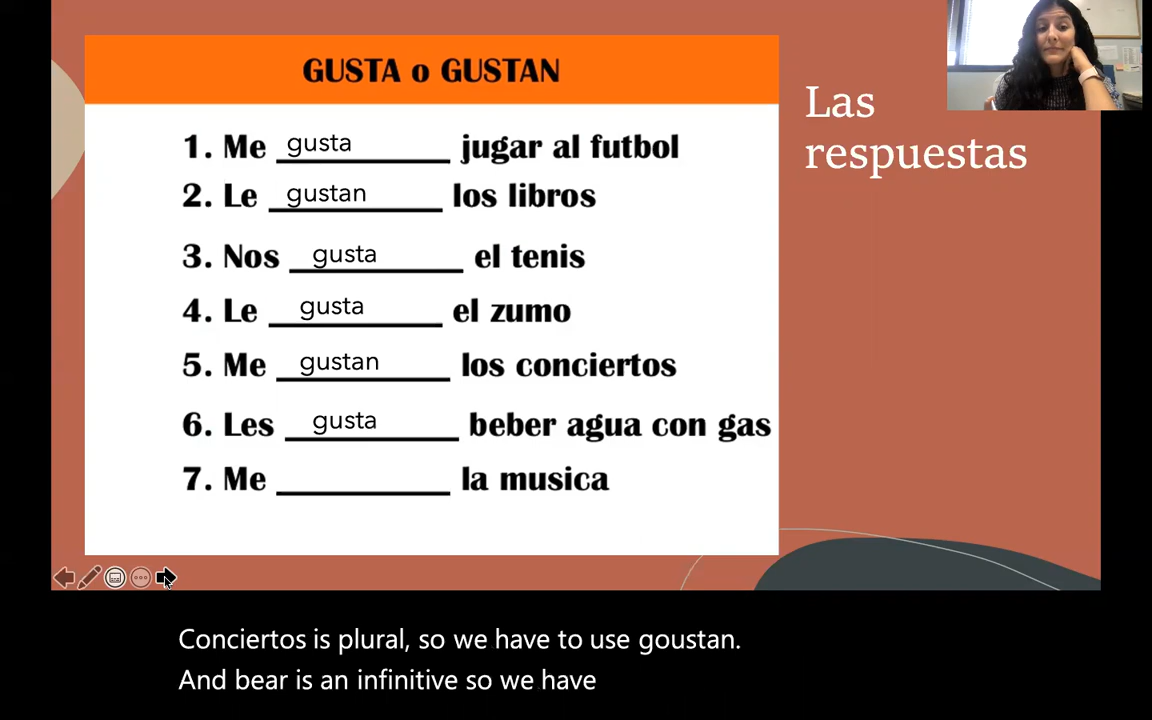 GUSTA o GUSTAN
Las
respuestas
1. Me gusta jugar al futbol
2. Le gustan los libros
3. Nos gusta el tenis
4. Le gusta el zumo
5. Me gustan los conciertos
6. Les gusta beber agua con gas
7. Me __________ la musica
Conciertos is plural, so we have to use goustan.
And bear is an infinitive so we have